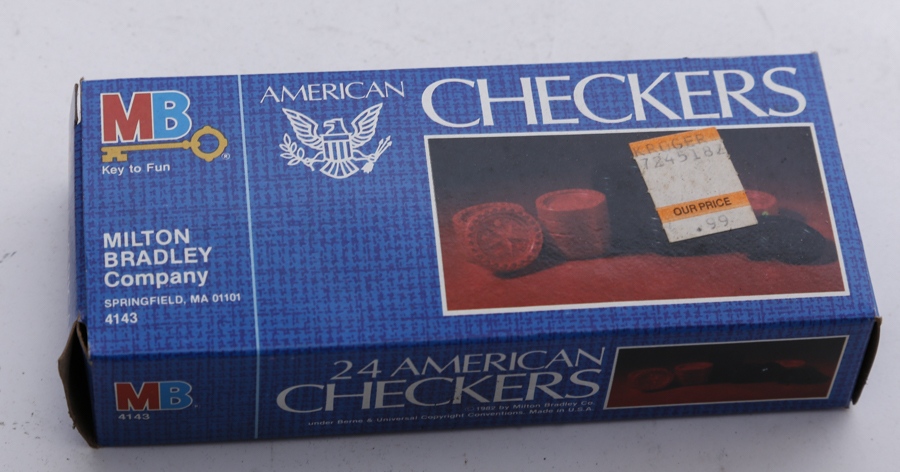 MB
®
Key to Fun
MILTON
BRADLEY
Company
SPRINGFIELD, MA 01101
4143
AMERICAN
CHECKERS
KROGER
7245182
OUR PRICE
.99
MB
4143
24 AMERICAN
CHECKERS
©1982 by Milton Bradley Co.
under Berne & Universal Copyright Conventions. Made in U.S.A.